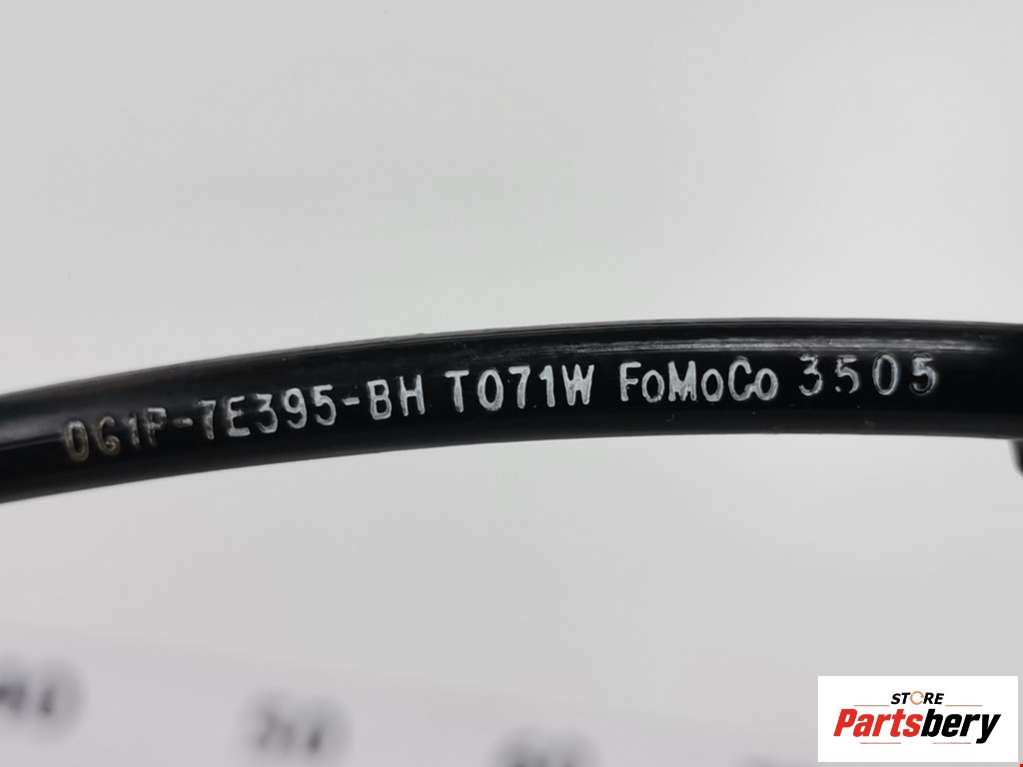 0G1P-7E395-BH T071W FoMoCo 3505
STORE
Partsbery